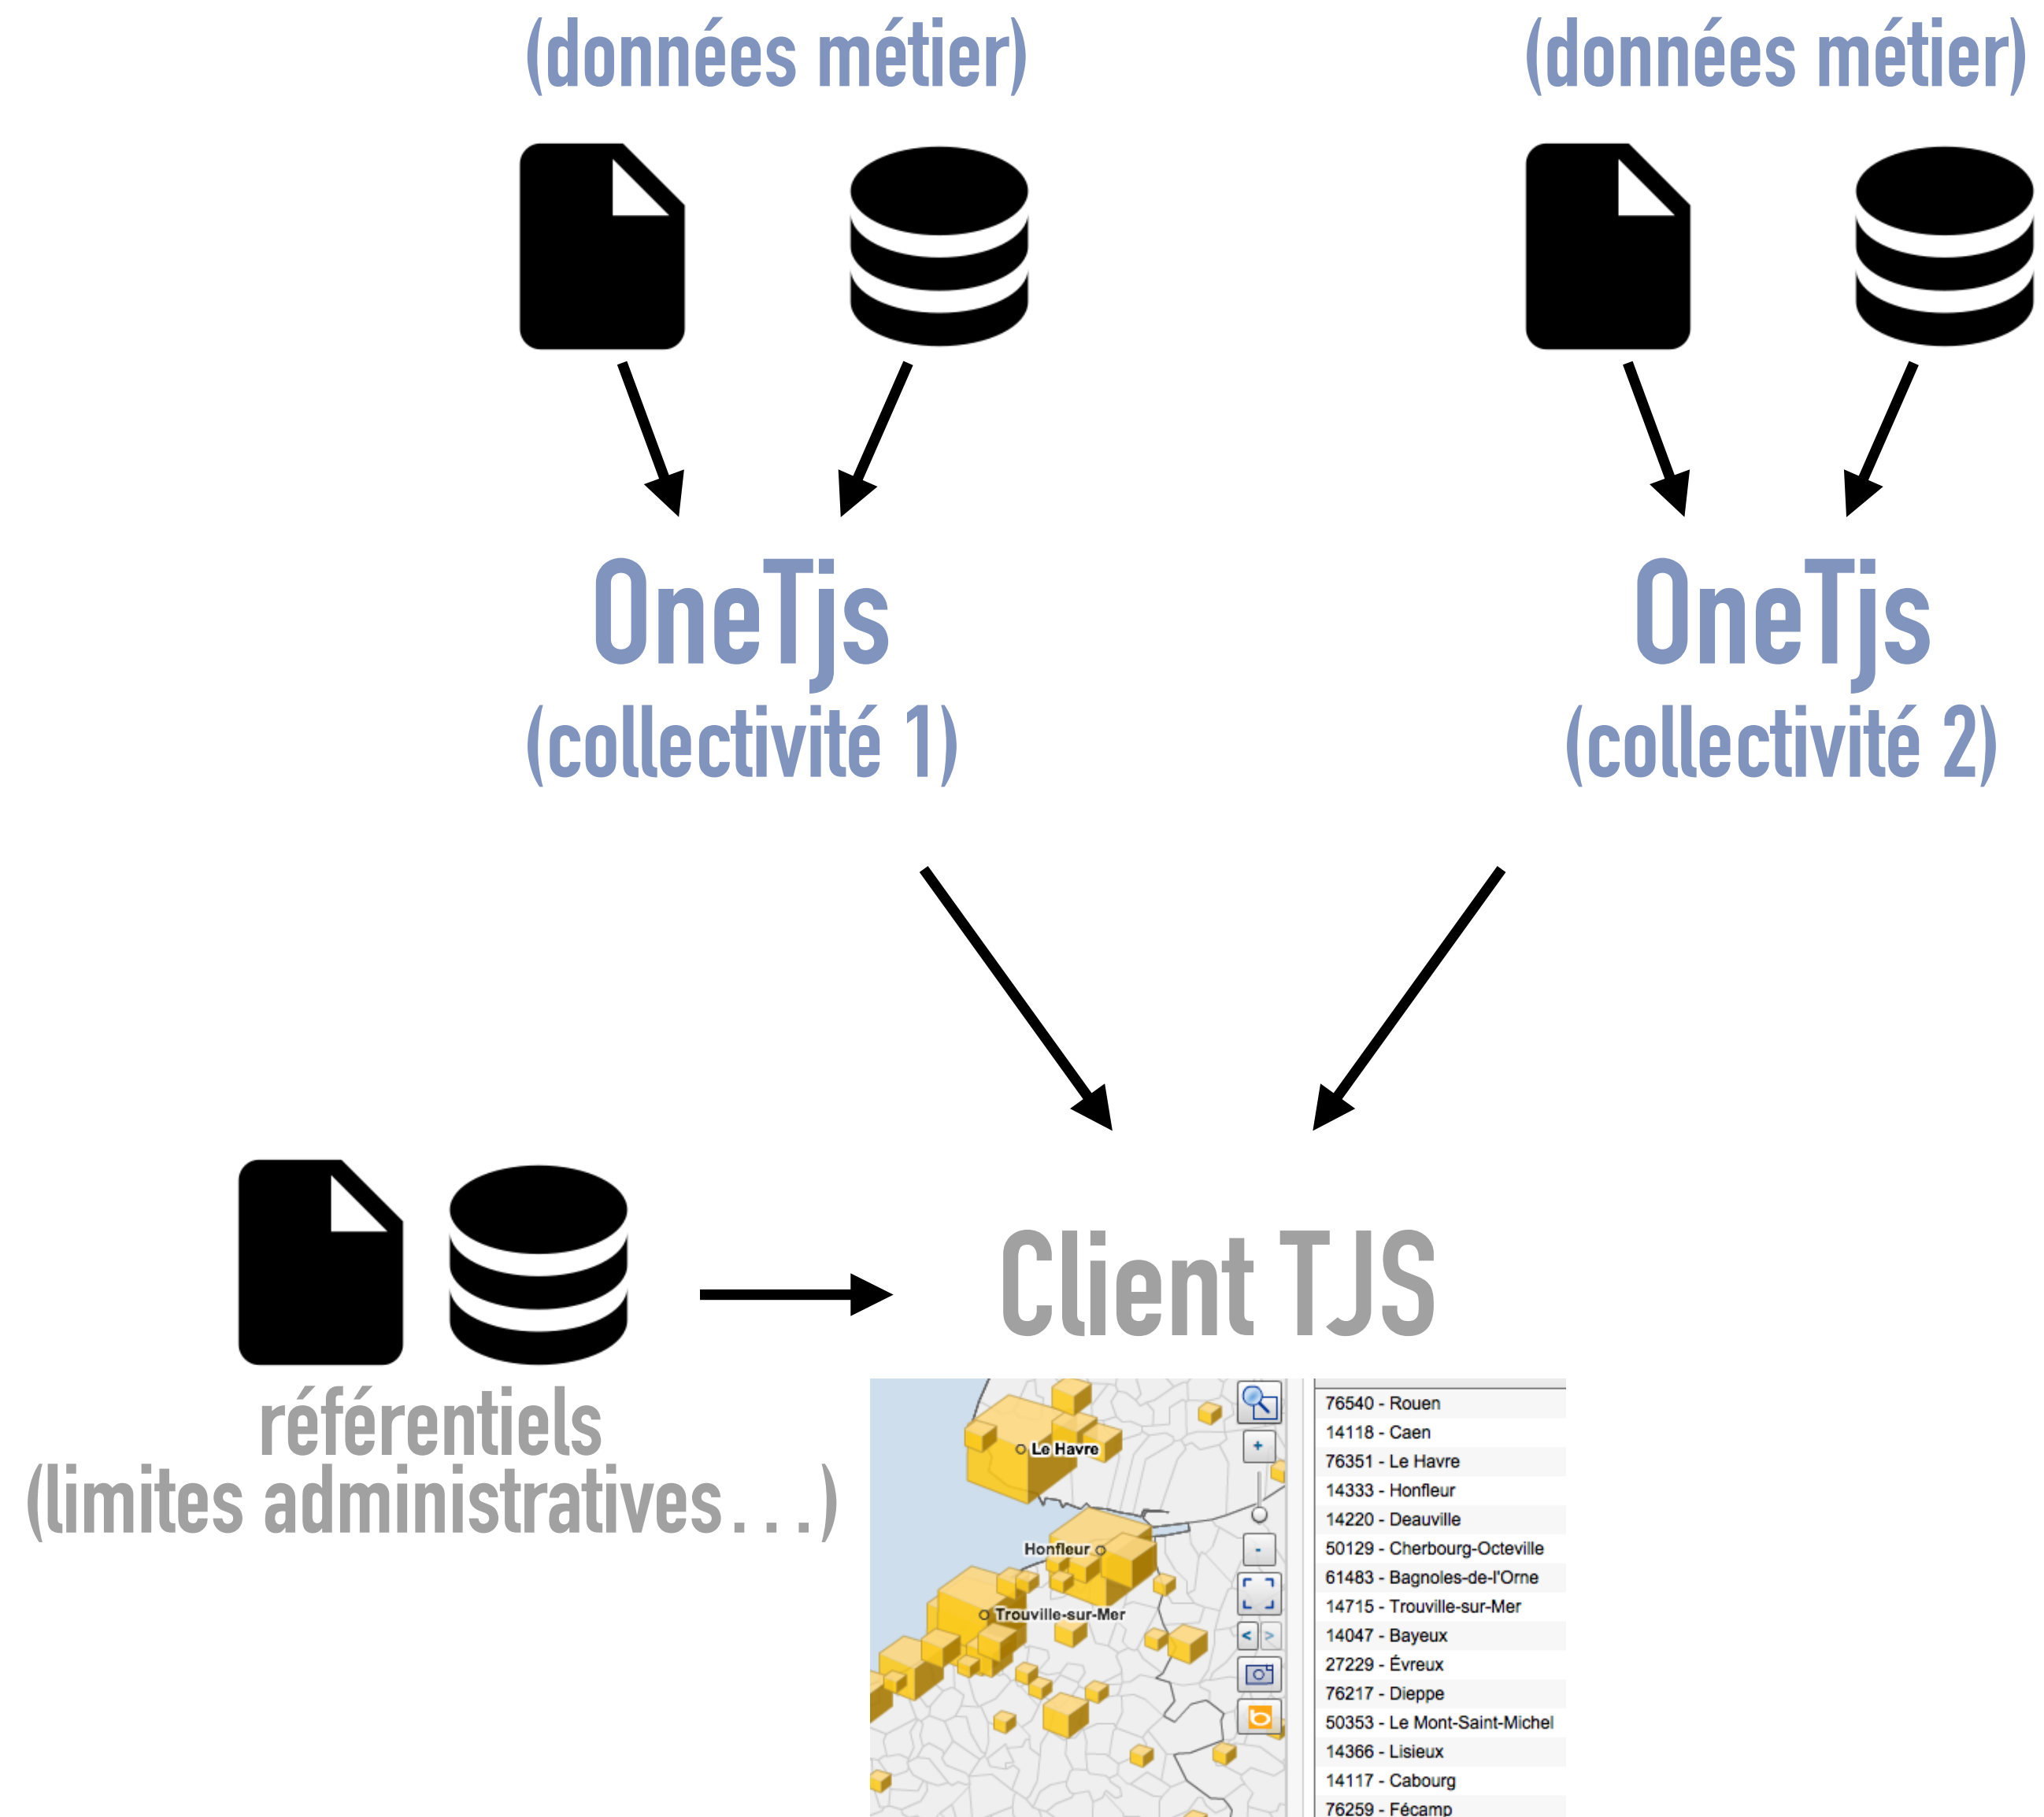 (données métier)
(données métier)
OneTjs
(collectivité 1)
OneTjs
(collectivité 2)
Client TJS
référentiels
(limites administratives...)
Le Havre
Honfleur
Trouville-sur-Mer
+
-
< >
76540 - Rouen
14118 - Caen
76351 - Le Havre
14333 - Honfleur
14220 - Deauville
50129 - Cherbourg-Octeville
61483 - Bagnoles-de-l'Orne
14715 - Trouville-sur-Mer
14047 - Bayeux
27229 - Évreux
76217 - Dieppe
50353 - Le Mont-Saint-Michel
14366 - Lisieux
14117 - Cabourg
76259 - Fécamp